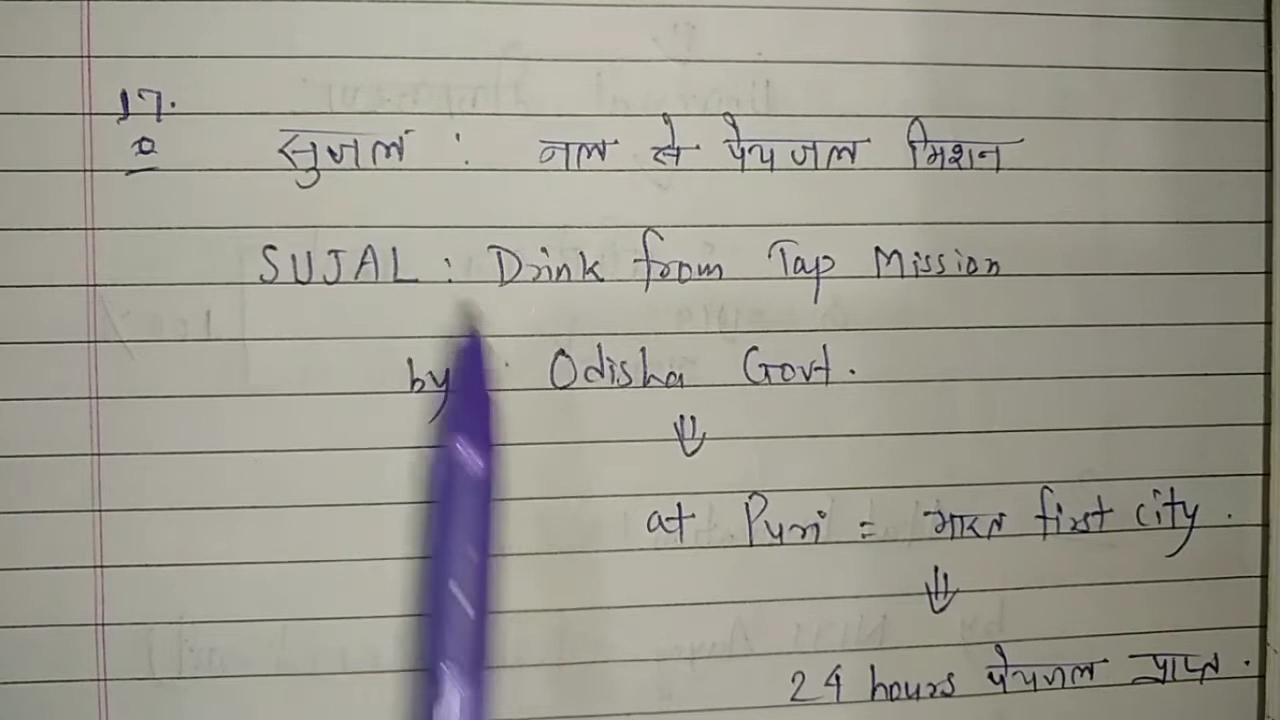 17.
सुजल : नल से पेयजल मिशन
SUJAL : Drink from Tap Mission
by Odisha Govt.
at Puri = भारत first city.
24 hours पेयजल प्राप्त.